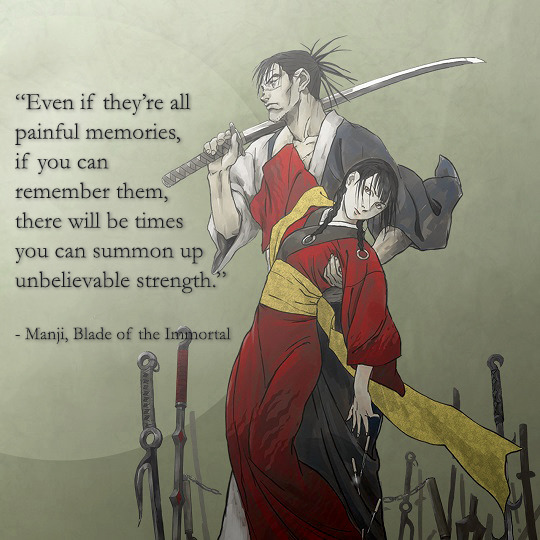 “Even if they’re all
painful memories,
if you can
remember them,
there will be times
you can summon up
unbelievable strength.”
- Manji, Blade of the Immortal